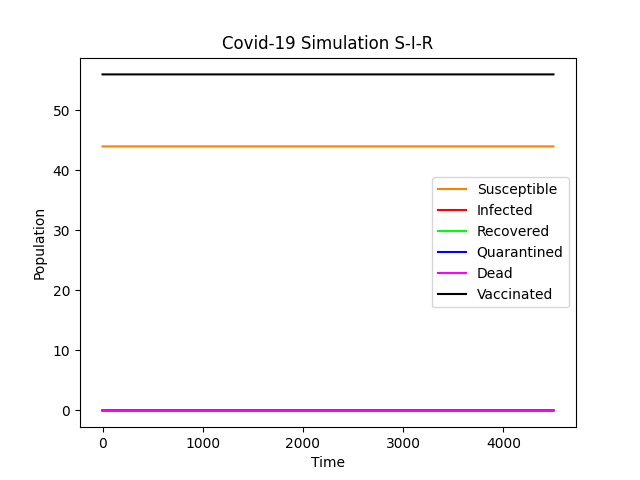 Covid-19 Simulation S-I-R
Population
50
40
30
20
10
0
Susceptible
Infected
Recovered
Quarantined
Dead
Vaccinated
0 1000 2000 3000 4000
Time